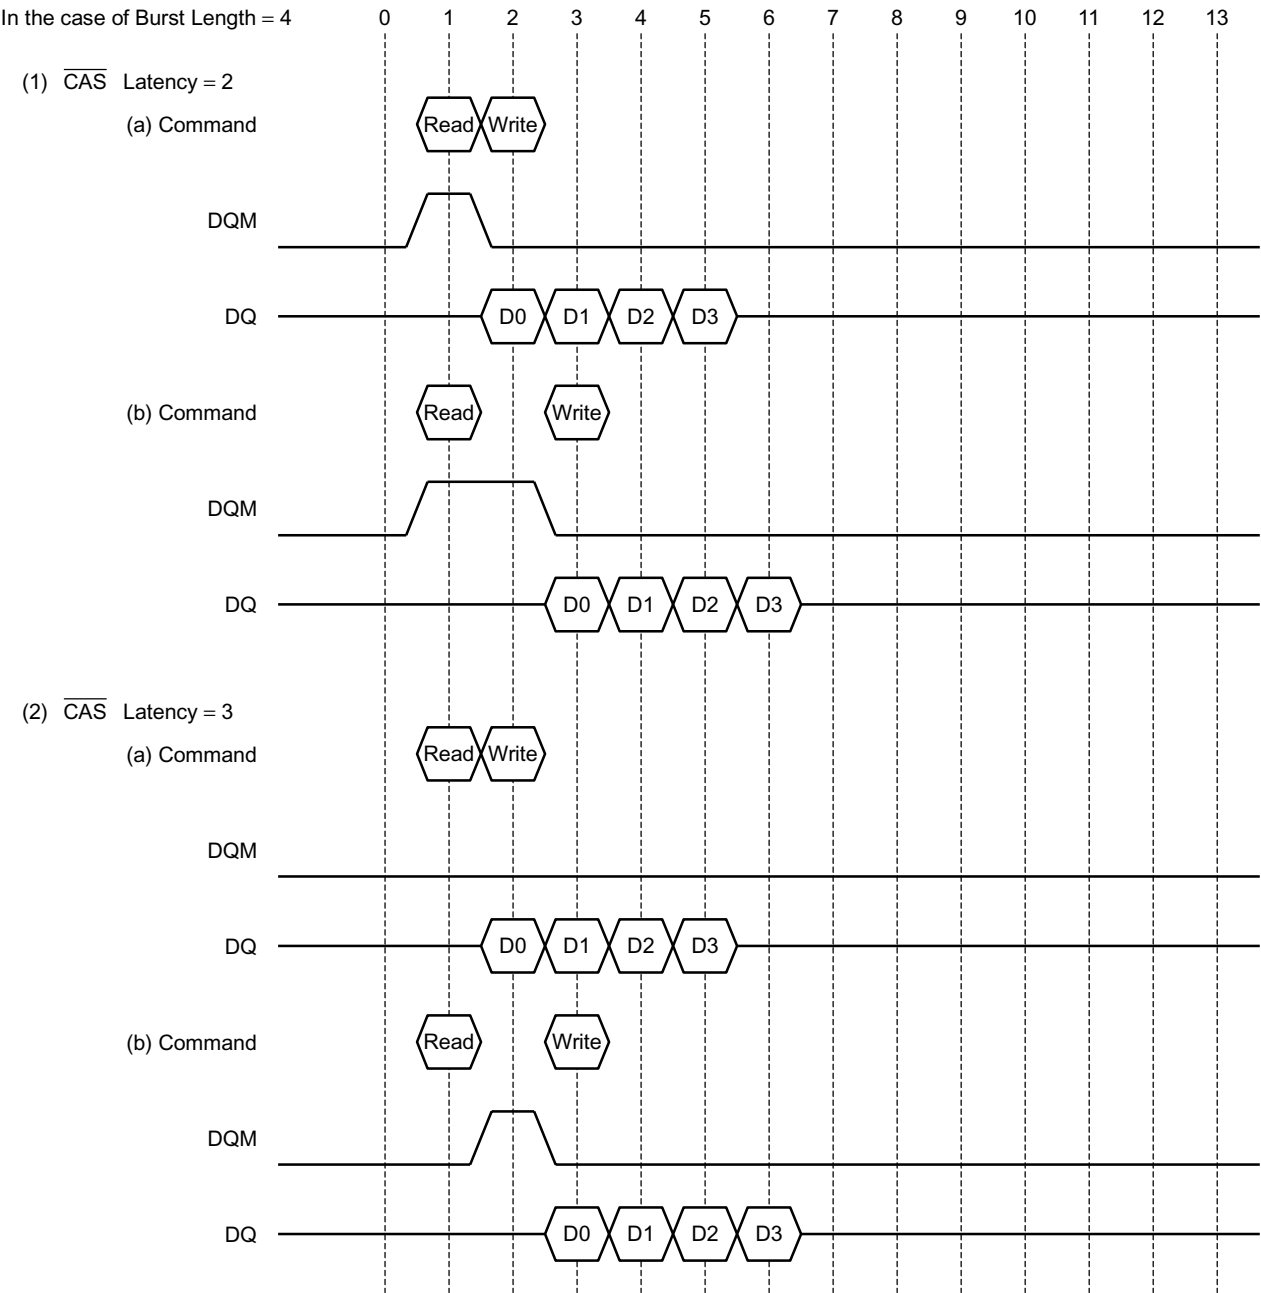 In the case of Burst Length = 4 0 1 2 3 4 5 6 7 8 9 10 11 12 13
(1) C̅A̅S̅ Latency = 2
(a) Command Read Write
DQM
DQ D0 D1 D2 D3
(b) Command Read Write
DQM
DQ D0 D1 D2 D3
(2) C̅A̅S̅ Latency = 3
(a) Command Read Write
DQM
DQ D0 D1 D2 D3
(b) Command Read Write
DQM
DQ D0 D1 D2 D3